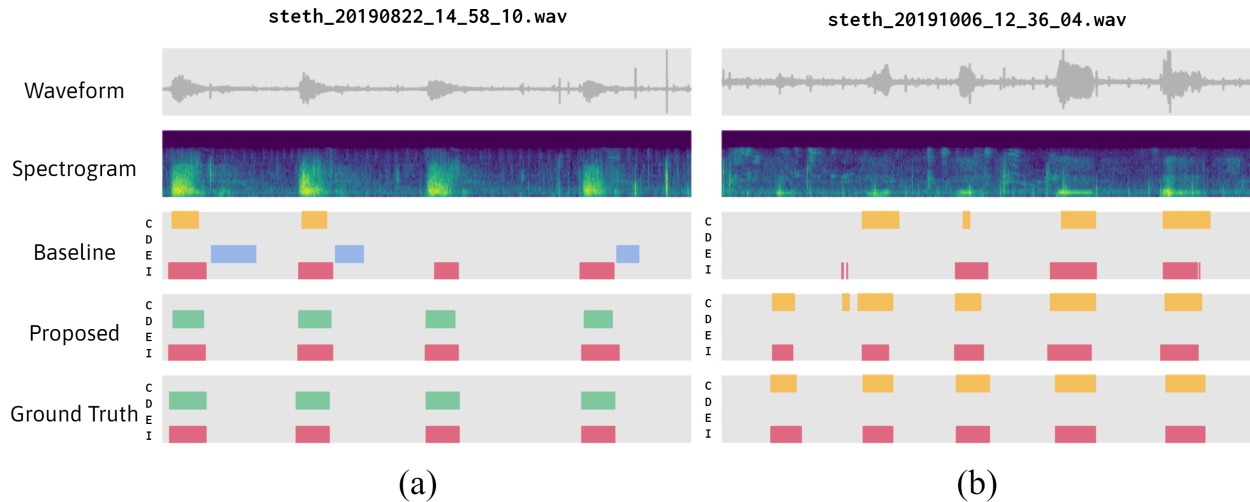 steth_20190822_14_58_10.wav
steth_20191006_12_36_04.wav
Waveform
Spectrogram
Baseline
C
D
E
I
C
D
E
I
Proposed
C
D
E
I
C
D
E
I
Ground Truth
C
D
E
I
C
D
E
I
(a)
(b)